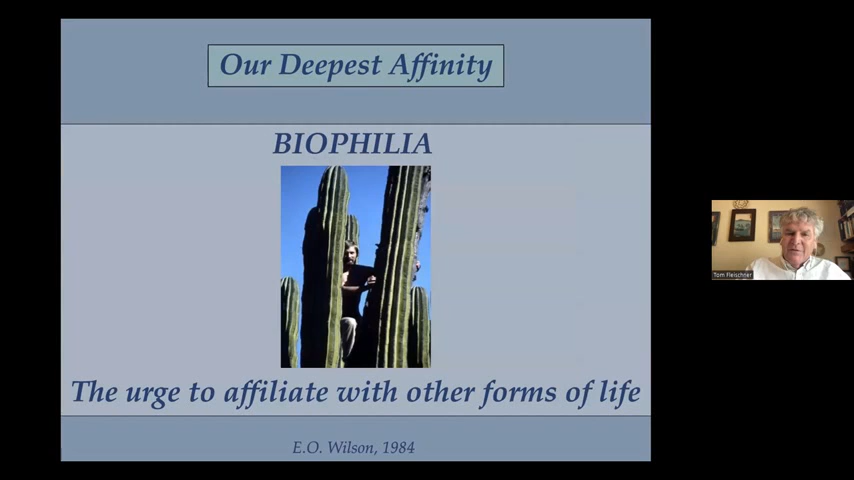 Our Deepest Affinity
BIOPHILIA
The urge to affiliate with other forms of life
E.O. Wilson, 1984
Tom Fleischner